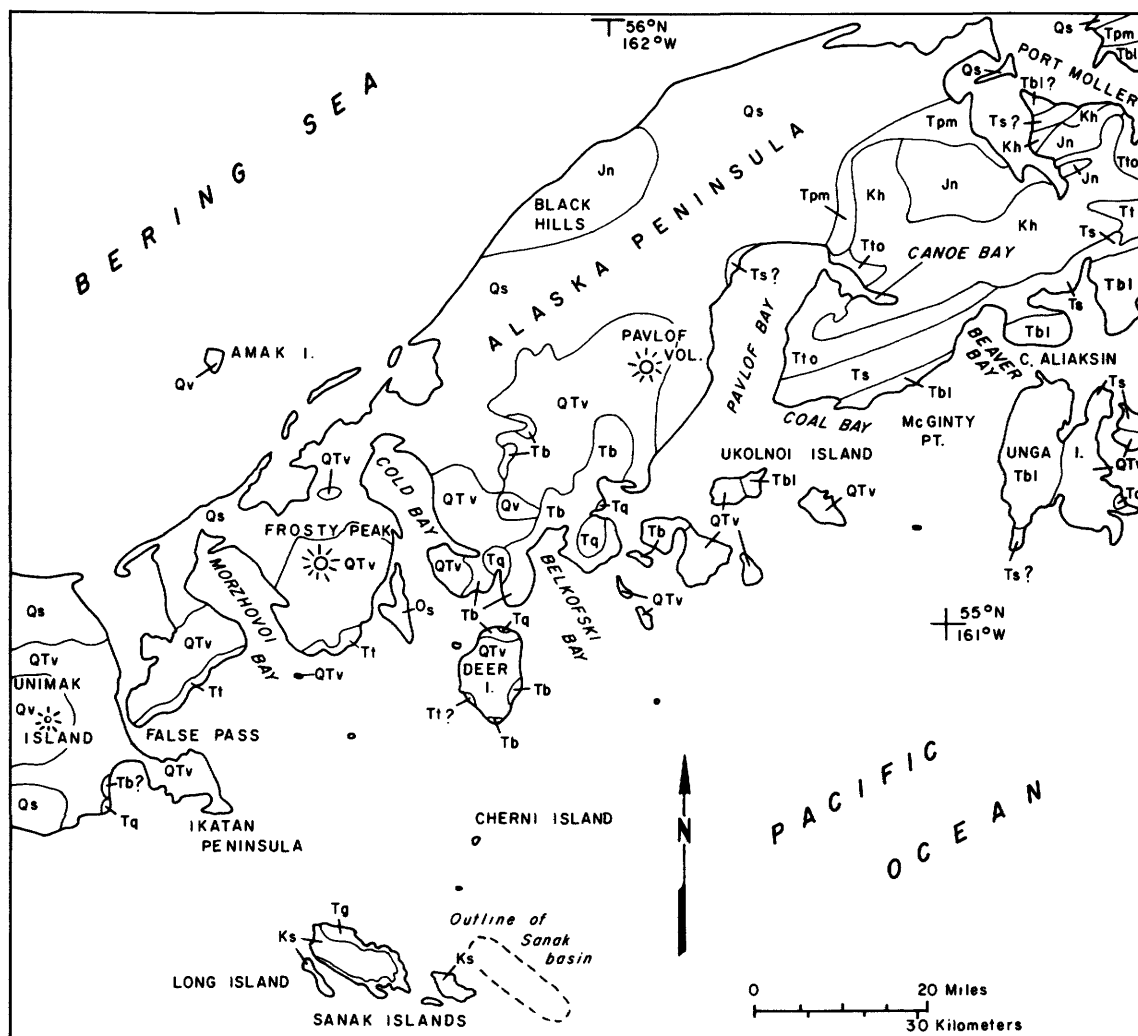 56°N
162°W
Qs
Tpm
Tbl
PORT MOLLER
Qs
Tbl?
Qs
Tpm
Ts?
Kh
Kh
Jn
Tto
Jn
BLACK
HILLS
Jn
Jn
Tpm
Kh
Kh
Tt
Ts
BERING SEA
ALASKA PENINSULA
Tto
CANOE BAY
Ts?
Qs
Ts
Tbl
AMAK I.
Qv
PAVLOF
VOL.
PAVLOF BAY
Tto
Tbl
BEAVER
BAY
C. ALIAKSIN
QTv
Ts
Tbl
Ts
COAL BAY
McGINTY
PT.
Tb
Tb
UNGA
I.
Tbl
QTv
UKOLNOI ISLAND
Tbl
QTv
QTv
COLD BAY
QTv
Qv
Tb
Tq
QTv
Tq
Qs
FROSTY PEAK
QTv
Tq
Tb
QTv
Tq
Ts?
MORZHOVOI BAY
QTv
Tb
BELKOFSKI
BAY
QTv
Qs
Os
55°N
161°W
Tq
QTv
QTv
Tt
QTv
DEER
I.
UNIMAK
Tt
QTv
Tb
Qv
Tt?
ISLAND
FALSE PASS
Tb
QTv
Tb?
Qs
Tq
IKATAN
PENINSULA
PACIFIC
OCEAN
N
CHERNI ISLAND
Tg
Outline of
Sanak
basin
Ks
Ks
LONG ISLAND
SANAK ISLANDS
0 20 Miles
30 Kilometers